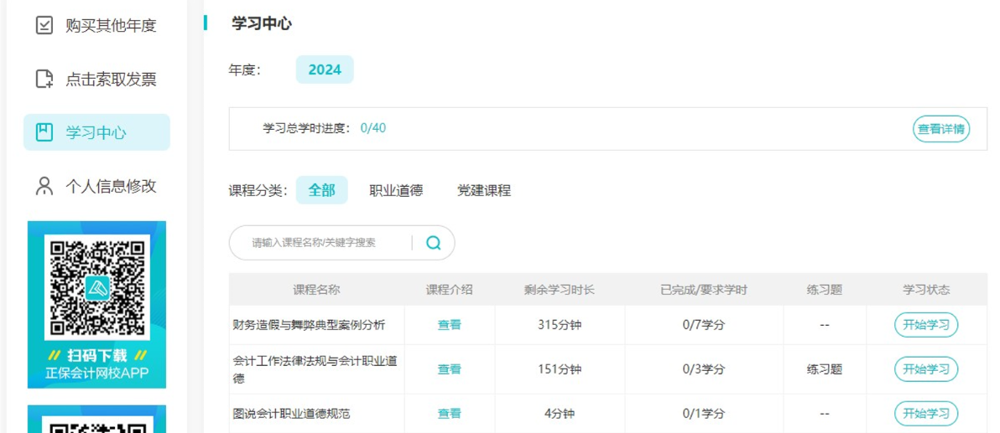 购买其他年度
点击索取发票
学习中心
个人信息修改
扫码下载
正保会计网校APP
学习中心
年度：
2024
学习总学时进度： 0/40
查看详情
课程分类： 全部 职业道德 党建课程
请输入课程名称/关键字搜索
课程名称 课程介绍 剩余学习时长 已完成/要求学时 练习题 学习状态
财务造假与舞弊典型案例分析 查看 315分钟 0/7学分 -- 开始学习
会计工作法律法规与会计职业道
德 查看 151分钟 0/3学分 练习题 开始学习
图说会计职业道德规范 查看 4分钟 0/1学分 -- 开始学习